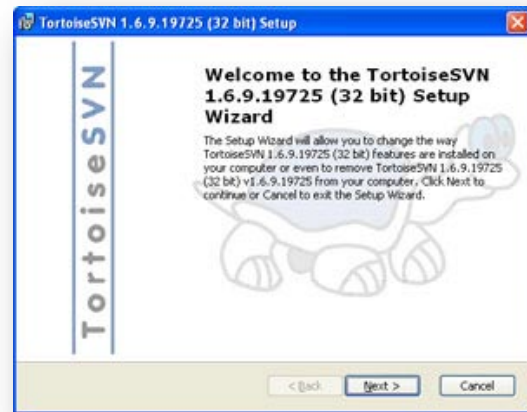 TortoiseSVN 1.6.9.19725 (32 bit) Setup
TortoiseSVN
Welcome to the TortoiseSVN
1.6.9.19725 (32 bit) Setup
Wizard
The Setup Wizard will allow you to change the way
TortoiseSVN 1.6.9.19725 (32 bit) features are installed on
your computer or even to remove TortoiseSVN 1.6.9.19725
(32 bit) v1.6.9.19725 from your computer. Click Next to
continue or Cancel to exit the Setup Wizard.
< Back
Next >
Cancel